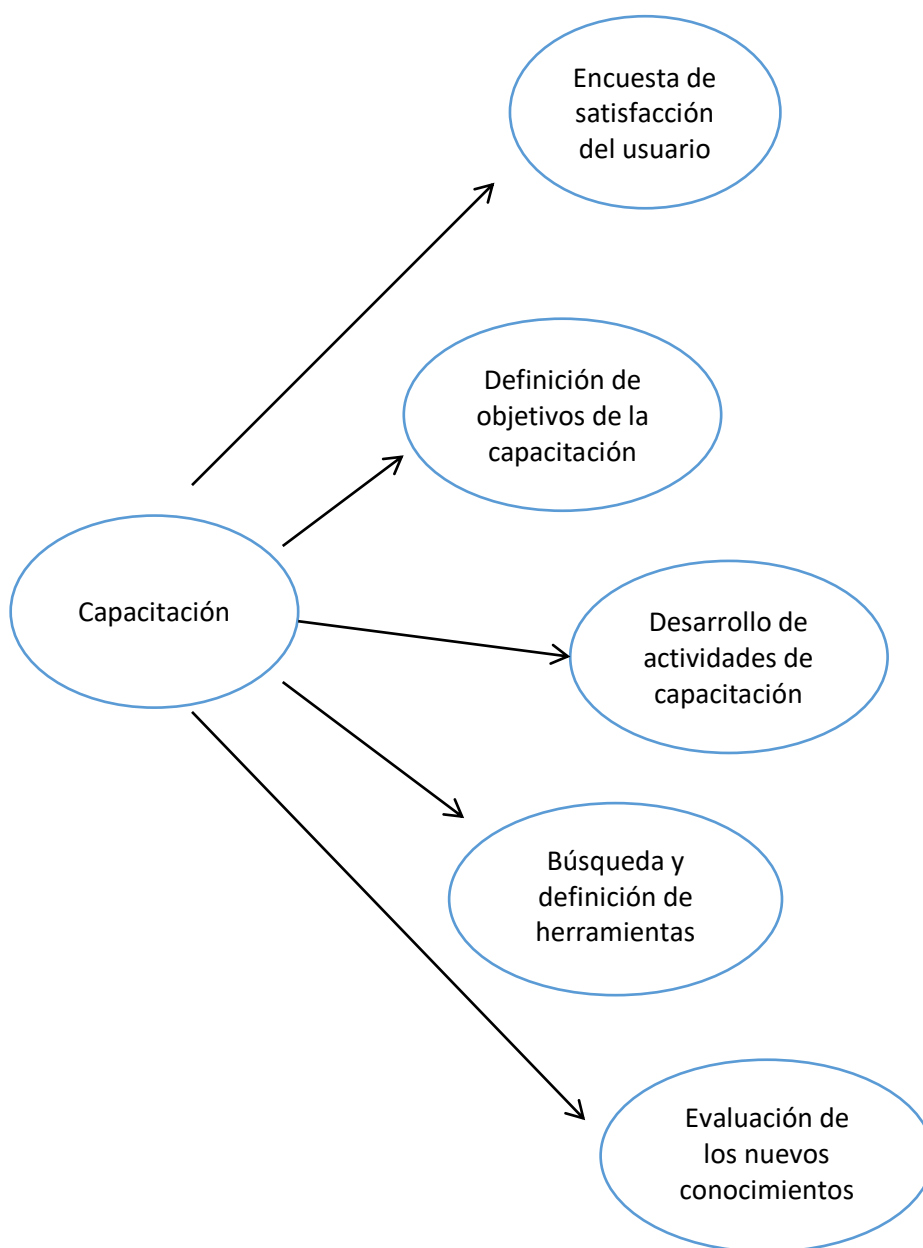 Encuesta de
satisfacción
del usuario
Definición de
objetivos de la
capacitación
Capacitación
Desarrollo de
actividades de
capacitación
Búsqueda y
definición de
herramientas
Evaluación de
los nuevos
conocimientos